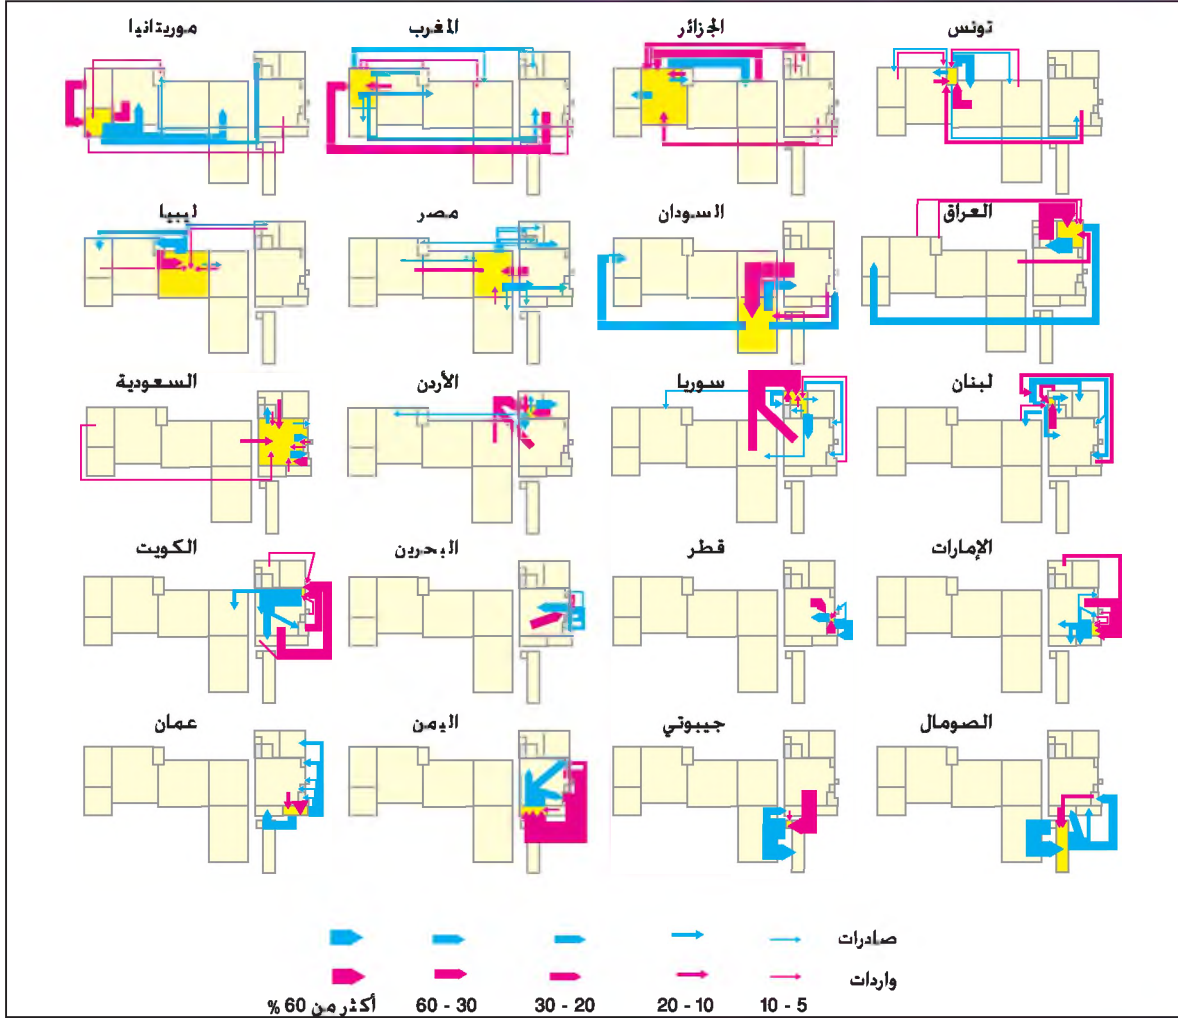 تونس الجزائر المغرب موريتانيا
العراق السودان مصر ليبيا
لبنان سوريا الأردن السعودية
الإمارات قطر البحرين الكويت
الصومال جيبوتي اليمن عمان
صادرات
واردات
5 - 10 10 - 20 20 - 30 30 - 60 أكثر من 60 %